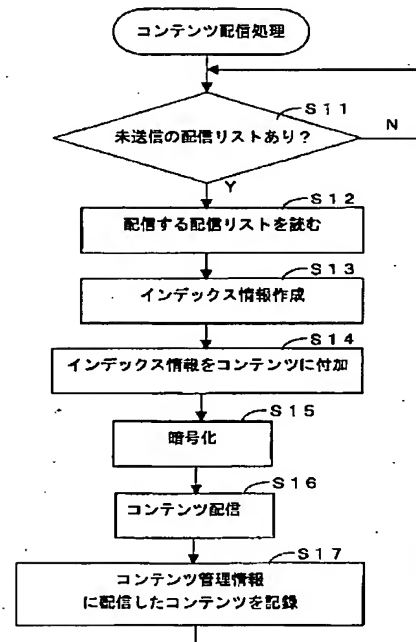 コンテンツ配信処理
S11
未送信の配信リストあり?
N
Y
S12
配信する配信リストを読む
S13
インデックス情報作成
S14
インデックス情報をコンテンツに付加
S15
暗号化
S16
コンテンツ配信
S17
コンテンツ管理情報
に配信したコンテンツを記録